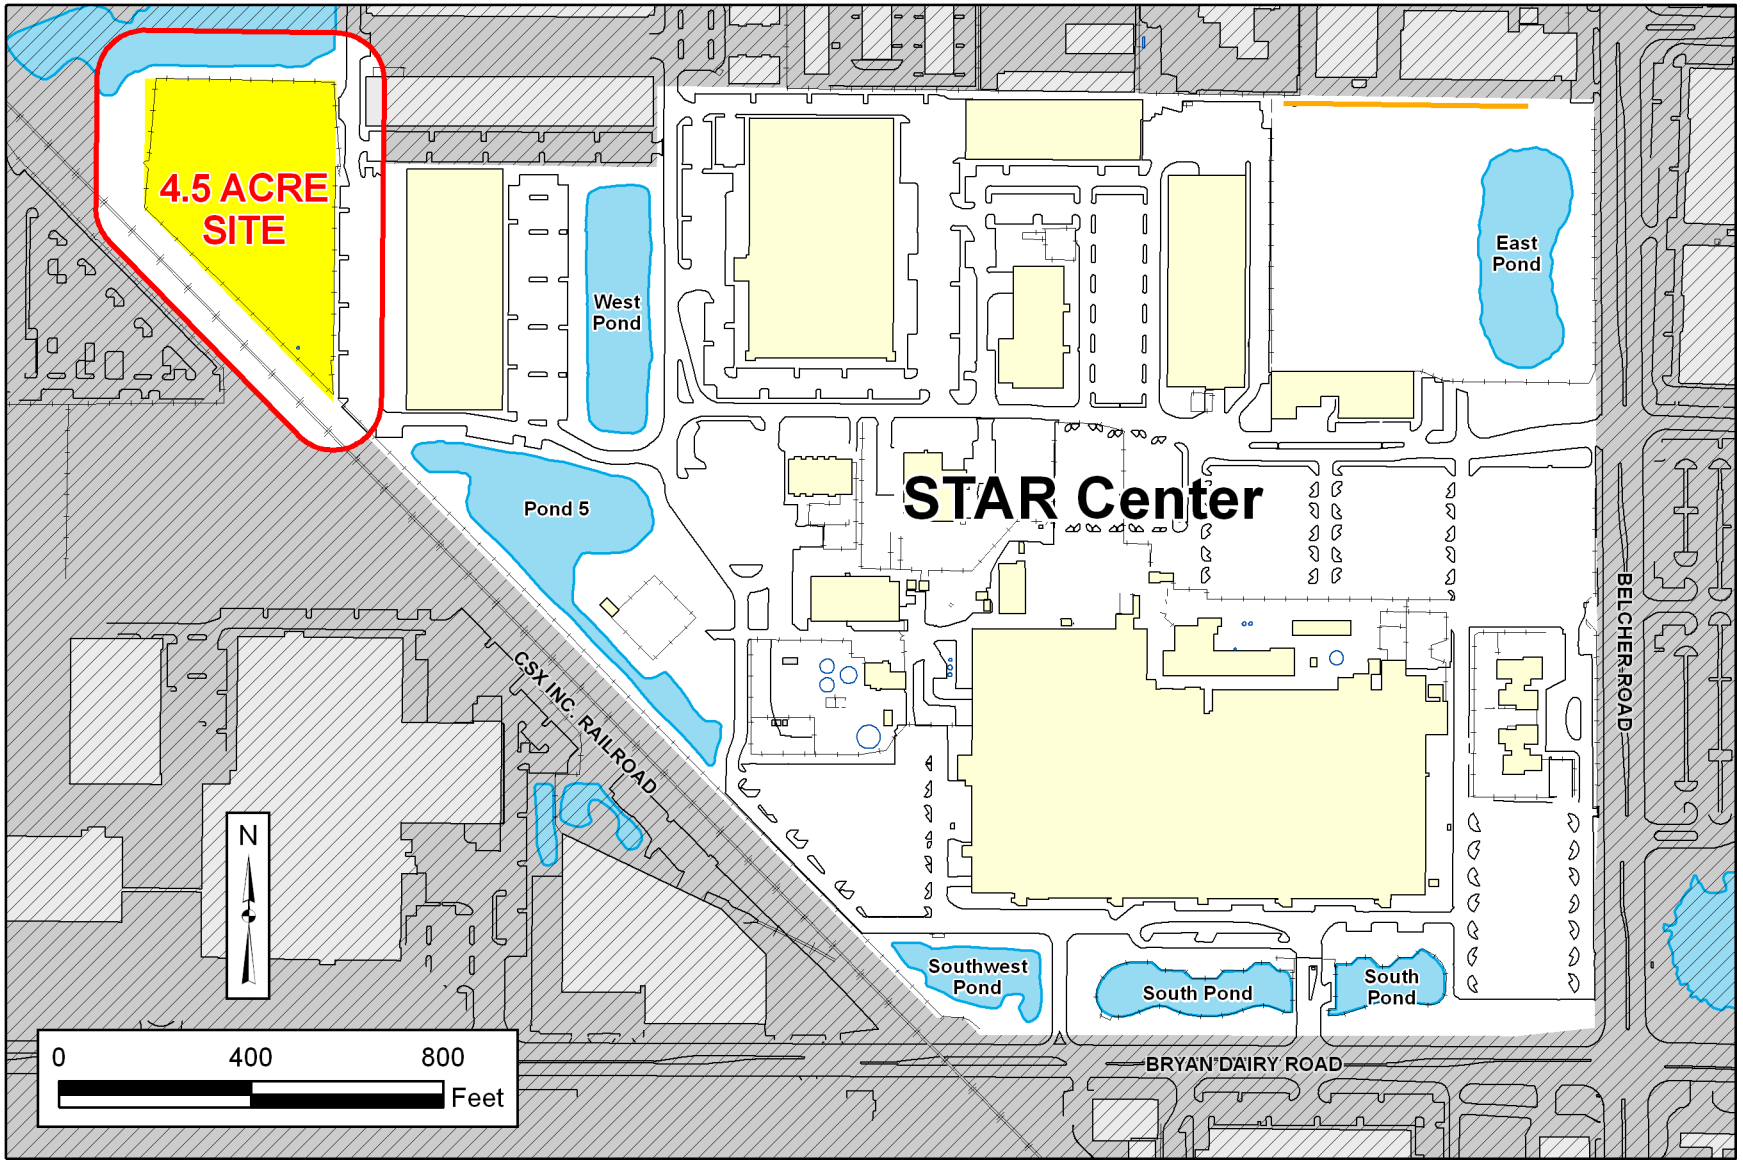 4.5 ACRE
SITE
West
Pond
East
Pond
STAR Center
Pond 5
CSX INC. RAILROAD
BELCHER ROAD
N
Southwest
Pond
South Pond
South
Pond
BRYAN DAIRY ROAD
0 400 800
Feet